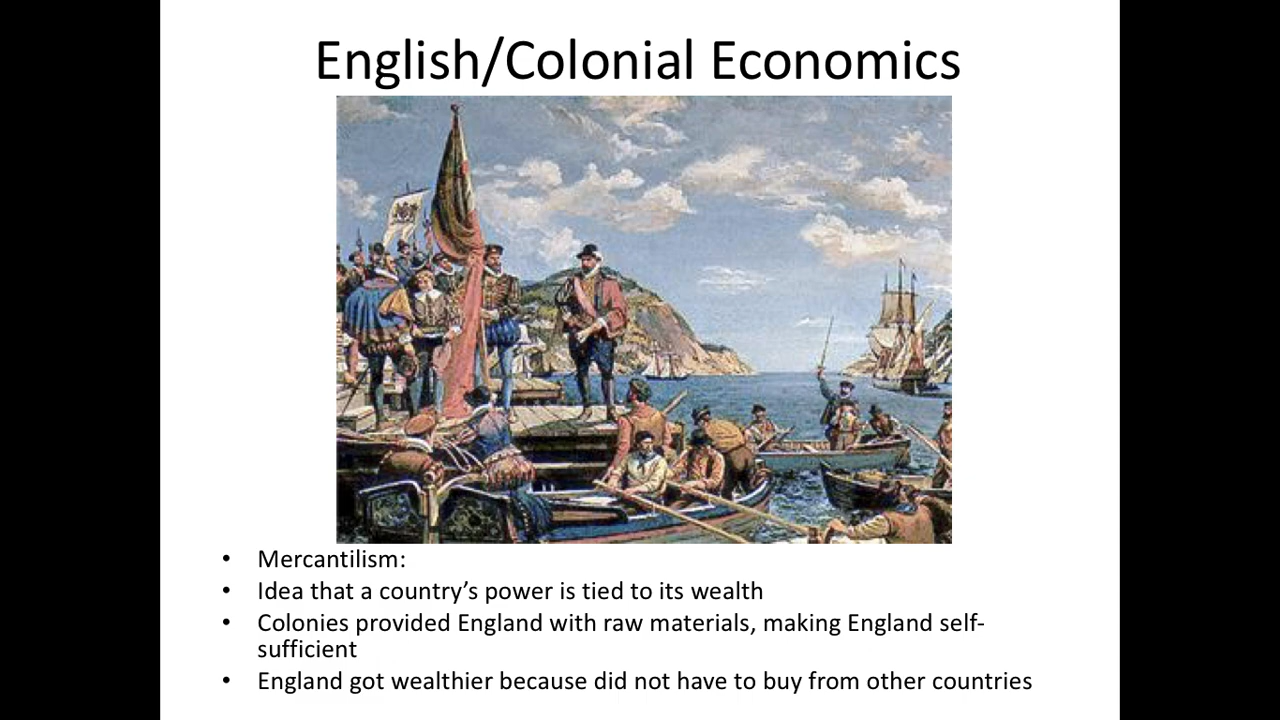 English/Colonial Economics
• Mercantilism:
• Idea that a country’s power is tied to its wealth
• Colonies provided England with raw materials, making England self-
sufficient
• England got wealthier because did not have to buy from other countries